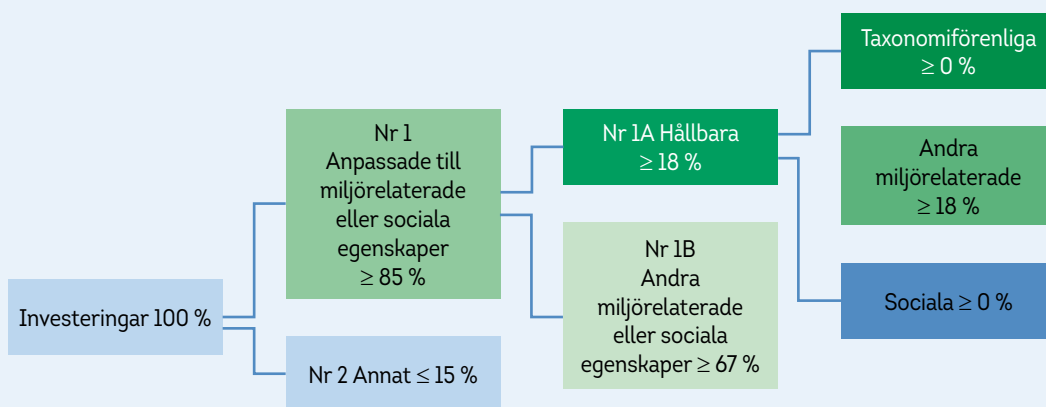 Investeringar 100 %
Nr 1
Anpassade till
miljörelaterade
eller sociala
egenskaper
≥ 85 %
Nr 2 Annat ≤ 15 %
Nr 1A Hållbara
≥ 18 %
Nr 1B
Andra
miljörelaterade
eller sociala
egenskaper ≥ 67 %
Taxonomiförenliga
≥ 0 %
Andra
miljörelaterade
≥ 18 %
Sociala ≥ 0 %